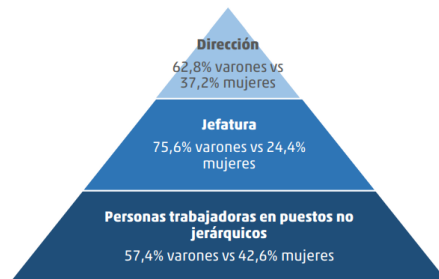 Dirección
62,8% varones vs
37,2% mujeres
Jefatura
75,6% varones vs 24,4%
mujeres
Personas trabajadoras en puestos no
jerárquicos
57,4% varones vs 42,6% mujeres